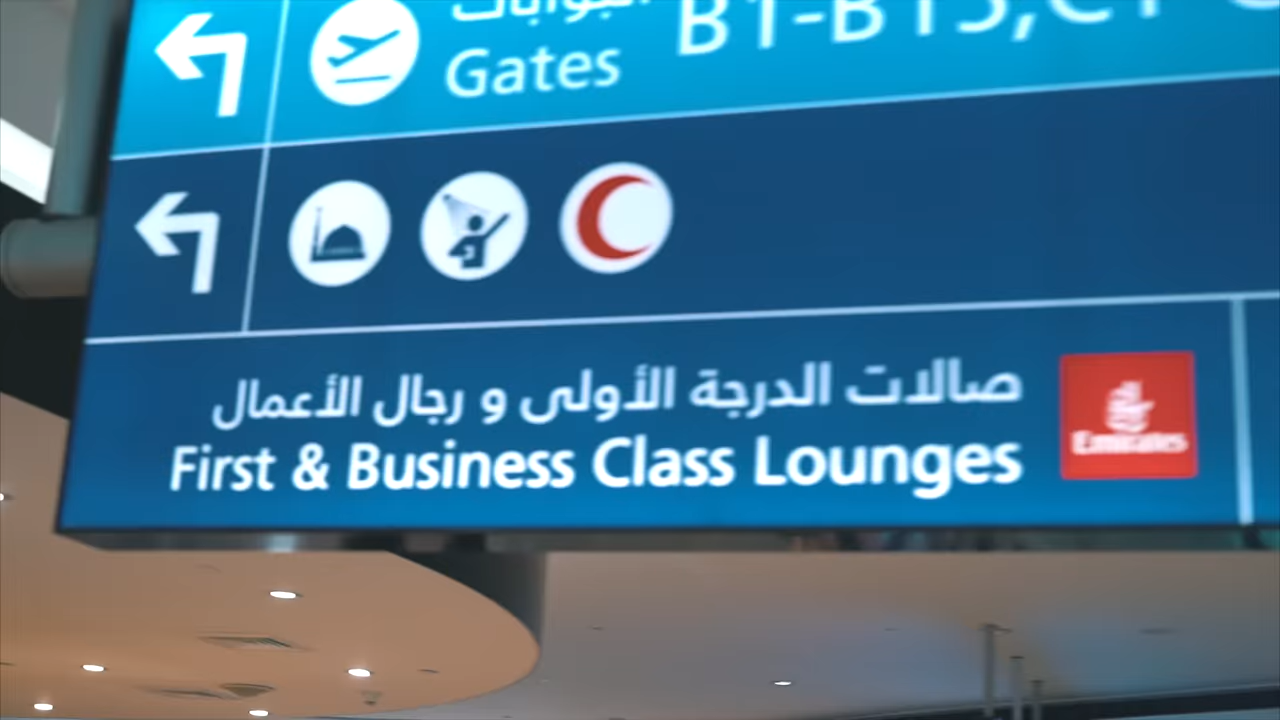 البوابات
Gates B1-B15, C1
صالات الدرجة الأولى و رجال الأعمال
First & Business Class Lounges
Emirates